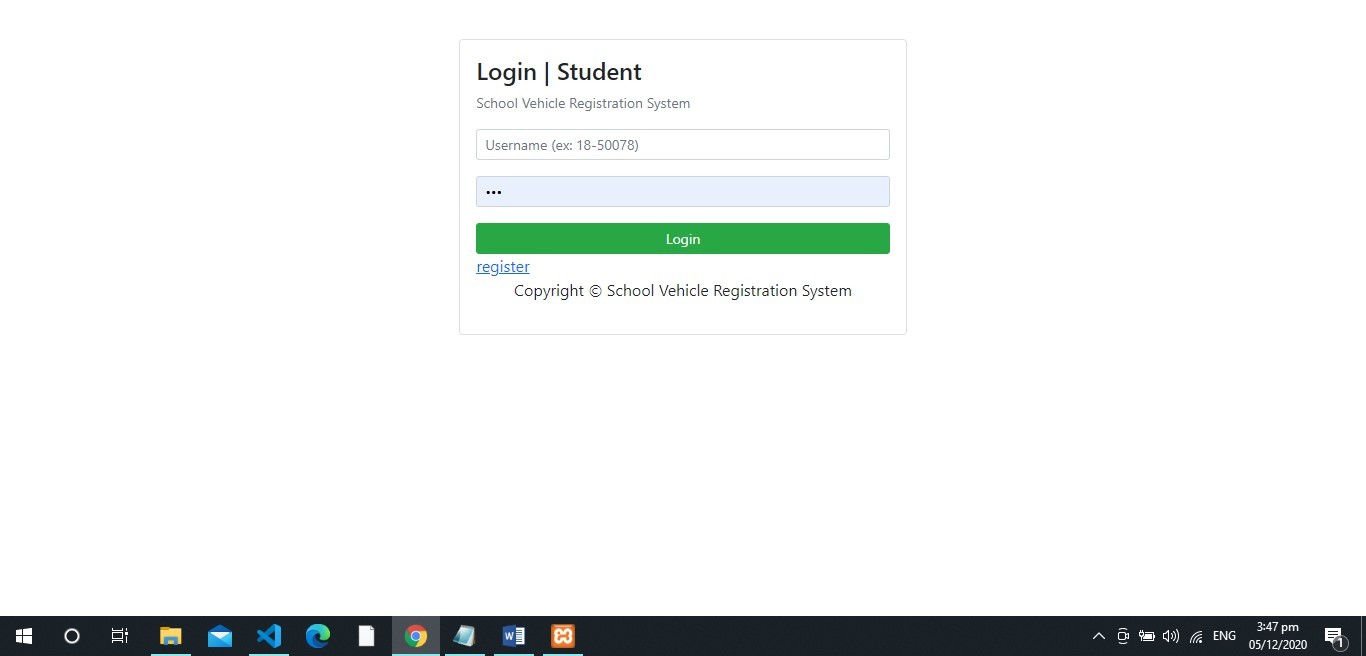 Login | Student
School Vehicle Registration System
Username (ex: 18-50078)
•••
Login
register
Copyright © School Vehicle Registration System
ENG
3:47 pm
05/12/2020
1